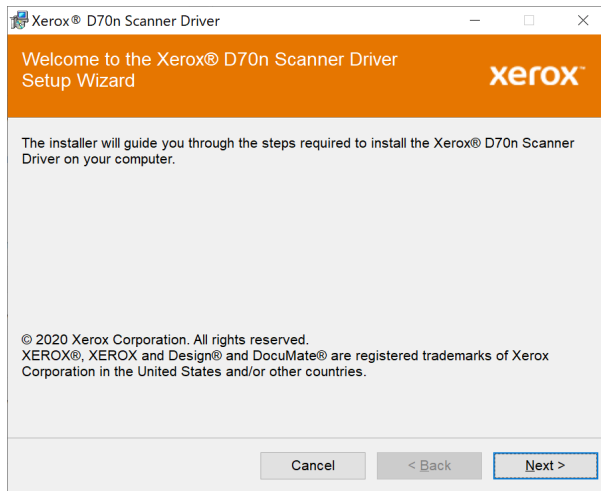 Xerox® D70n Scanner Driver
Welcome to the Xerox® D70n Scanner Driver
Setup Wizard
xerox™
The installer will guide you through the steps required to install the Xerox® D70n Scanner
Driver on your computer.
© 2020 Xerox Corporation. All rights reserved.
XEROX®, XEROX and Design® and DocuMate® are registered trademarks of Xerox
Corporation in the United States and/or other countries.
Cancel
< Back
Next >